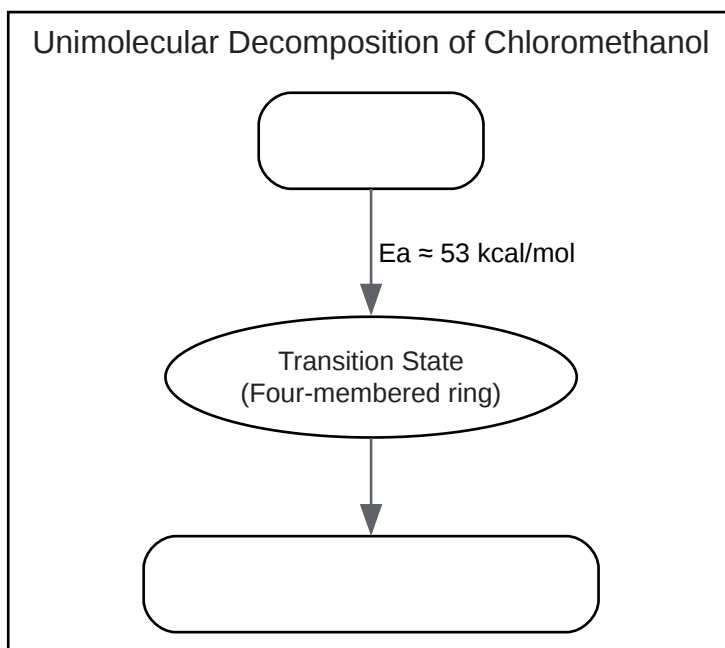 Unimolecular Decomposition of Chloromethanol
Ea ≈ 53 kcal/mol
Transition State
(Four-membered ring)